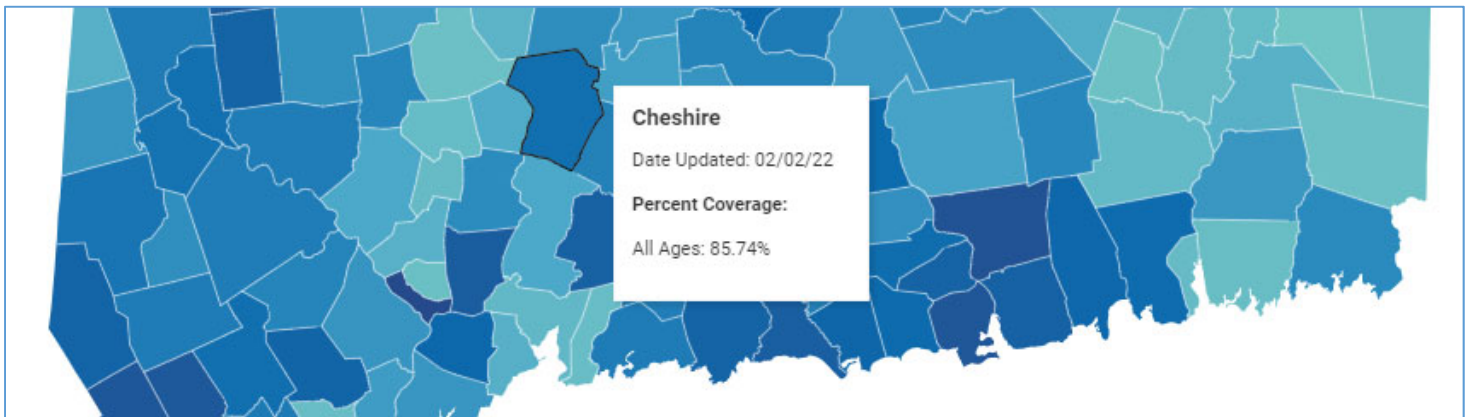 Cheshire
Date Updated: 02/02/22
Percent Coverage:
All Ages: 85.74%